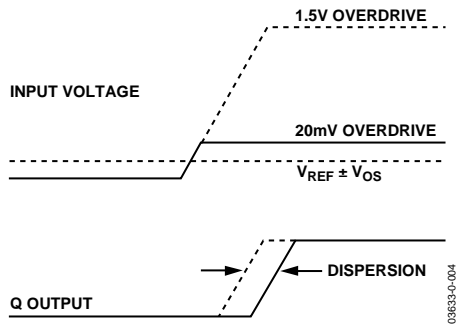 1.5V OVERDRIVE
INPUT VOLTAGE
20mV OVERDRIVE
VREF ± VOS
DISPERSION
Q OUTPUT
03633-0-004